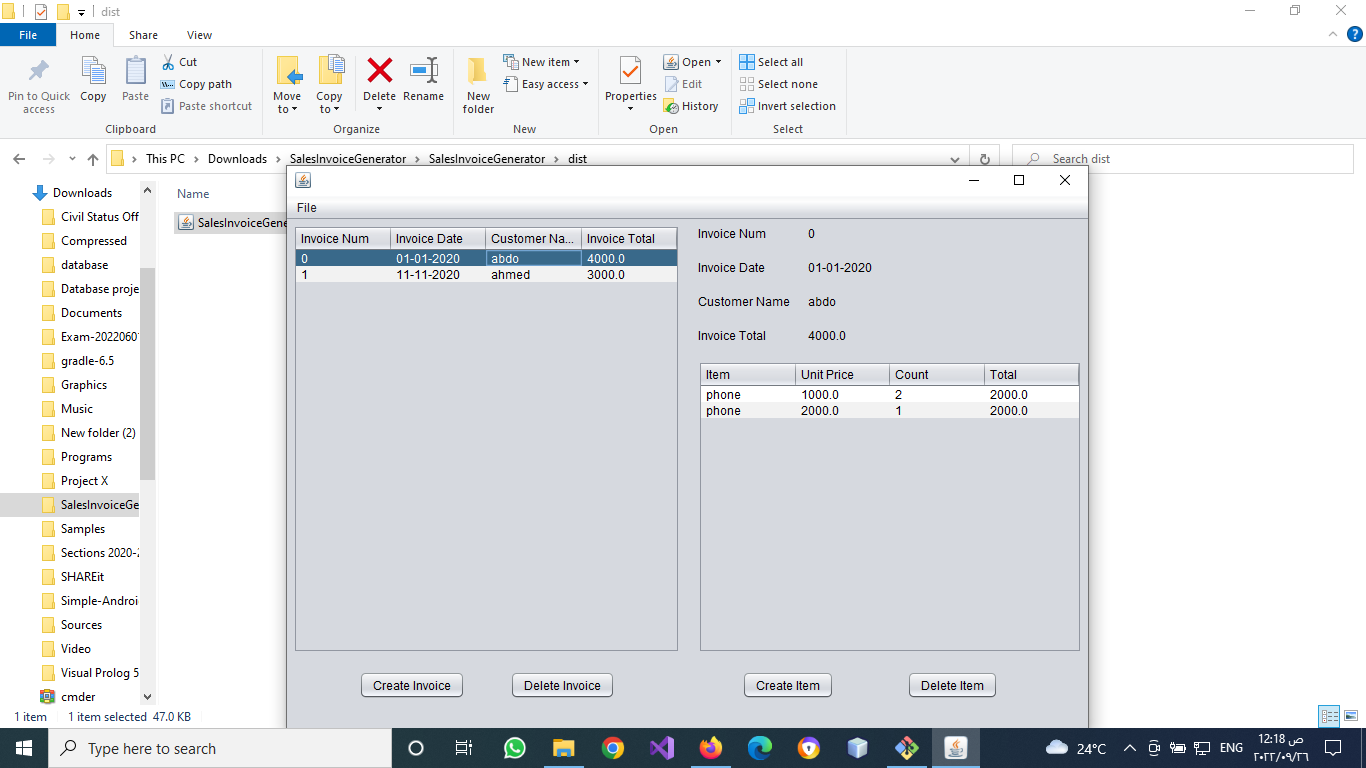 dist
File Home Share View
Pin to Quick access
Copy
Paste
Cut
Copy path
Paste shortcut
Clipboard
Move to
Copy to
Delete
Rename
Organize
New folder
New item
Easy access
New
Properties
Open
Edit
History
Open
Select all
Select none
Invert selection
Select
This PC > Downloads > SalesInvoiceGenerator > SalesInvoiceGenerator > dist
Search dist
Downloads
Civil Status Off
Compressed
database
Database proje
Documents
Exam-2022060
gradle-6.5
Graphics
Music
New folder (2)
Programs
Project X
SalesInvoiceGe
Samples
Sections 2020-2
SHAREit
Simple-Androi
Sources
Video
Visual Prolog 5
cmder
Name
SalesInvoiceGene
File
Invoice Num Invoice Date Customer Na... Invoice Total
0 01-01-2020 abdo 4000.0
1 11-11-2020 ahmed 3000.0
Invoice Num 0
Invoice Date 01-01-2020
Customer Name abdo
Invoice Total 4000.0
Item Unit Price Count Total
phone 1000.0 2 2000.0
phone 2000.0 1 2000.0
Create Invoice Delete Invoice Create Item Delete Item
1 item 1 item selected 47.0 KB
Type here to search
24°C
ENG
12:18 ص
٢٠٢٢/٠٩/٢٦